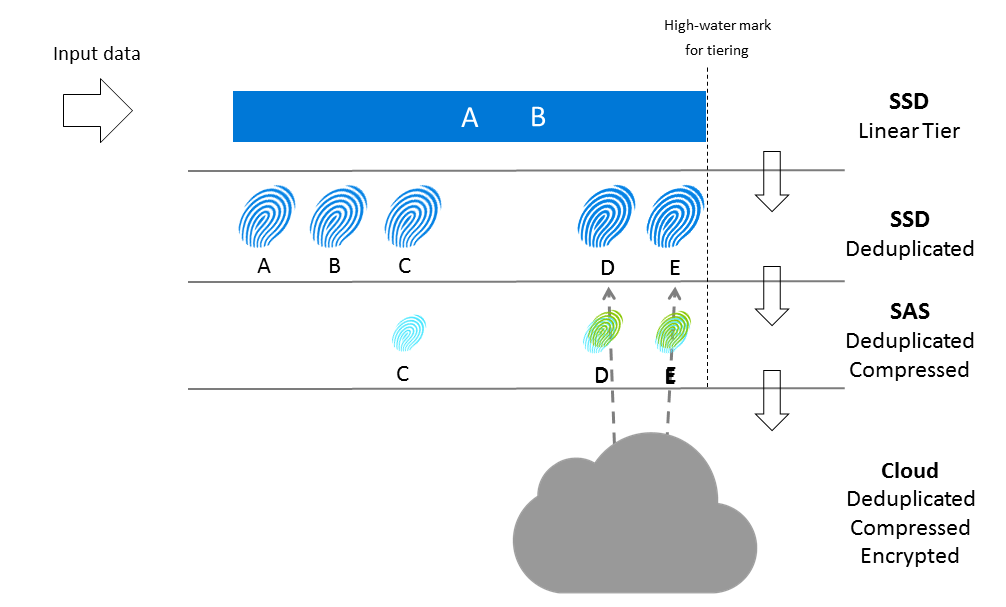 High-water mark
for tiering
Input data
A B
SSD
Linear Tier
A B C D E
SSD
Deduplicated
C D E
SAS
Deduplicated
Compressed
Cloud
Deduplicated
Compressed
Encrypted